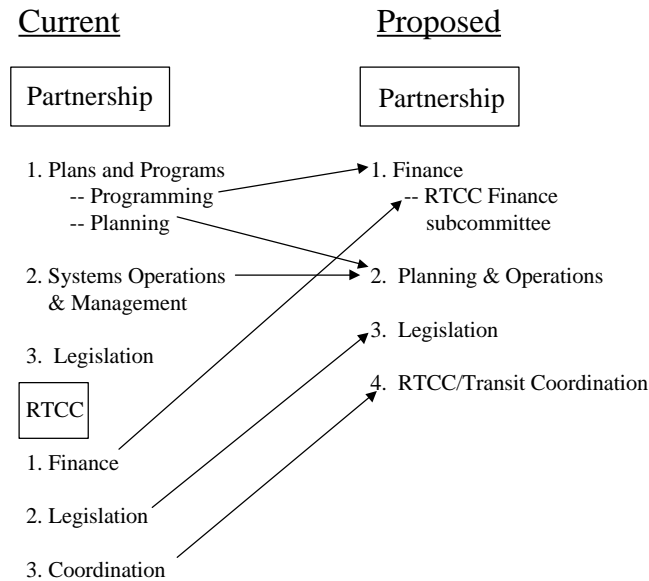 Current
Partnership
1. Plans and Programs
-- Programming
-- Planning
2. Systems Operations
& Management
3. Legislation
RTCC
1. Finance
2. Legislation
3. Coordination
Proposed
Partnership
1. Finance
-- RTCC Finance
subcommittee
2. Planning & Operations
3. Legislation
4. RTCC/Transit Coordination